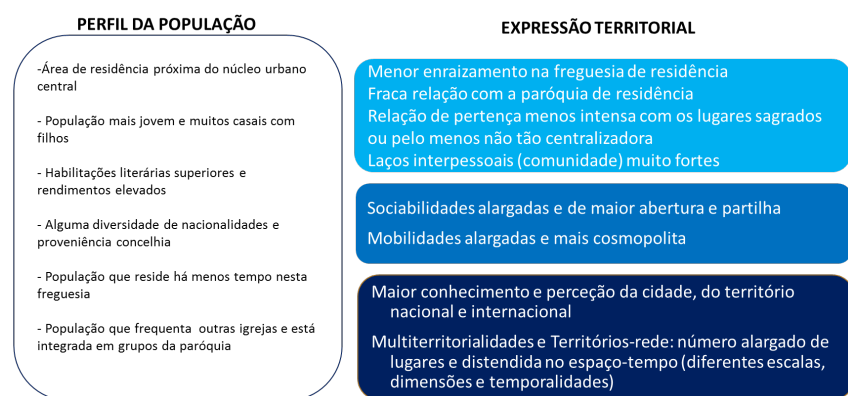 PERFIL DA POPULAÇÃO
-Área de residência próxima do núcleo urbano
central
- População mais jovem e muitos casais com
filhos
- Habilitações literárias superiores e
rendimentos elevados
- Alguma diversidade de nacionalidades e
proveniência concelhia
- População que reside há menos tempo nesta
freguesia
- População que frequenta outras igrejas e está
integrada em grupos da paróquia
EXPRESSÃO TERRITORIAL
Menor enraizamento na freguesia de residência
Fraca relação com a paróquia de residência
Relação de pertença menos intensa com os lugares sagrados
ou pelo menos não tão centralizadora
Laços interpessoais (comunidade) muito fortes
Sociabilidades alargadas e de maior abertura e partilha
Mobilidades alargadas e mais cosmopolita
Maior conhecimento e perceção da cidade, do território
nacional e internacional
Multiterritorialidades e Territórios-rede: número alargado de
lugares e distendida no espaço-tempo (diferentes escalas,
dimensões e temporalidades)